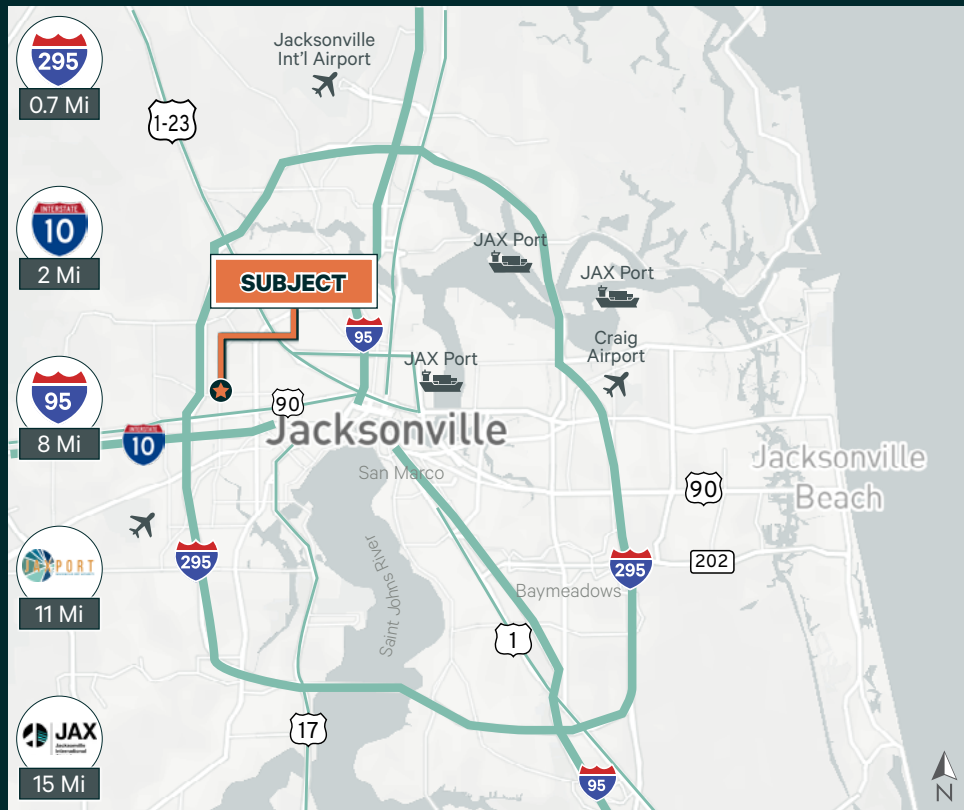 295
0.7 Mi
INTERSTATE
10
2 Mi
95
8 Mi
JAXPORT
11 Mi
JAX
Jacksonville
International
15 Mi
Jacksonville
Int'l Airport
1-23
JAX Port
JAX Port
SUBJECT
95
Craig
Airport
JAX Port
90
Jacksonville
INTERSTATE
10
San Marco
Jacksonville
Beach
90
295
Saint Johns River
295
202
Baymeadows
1
17
95
N